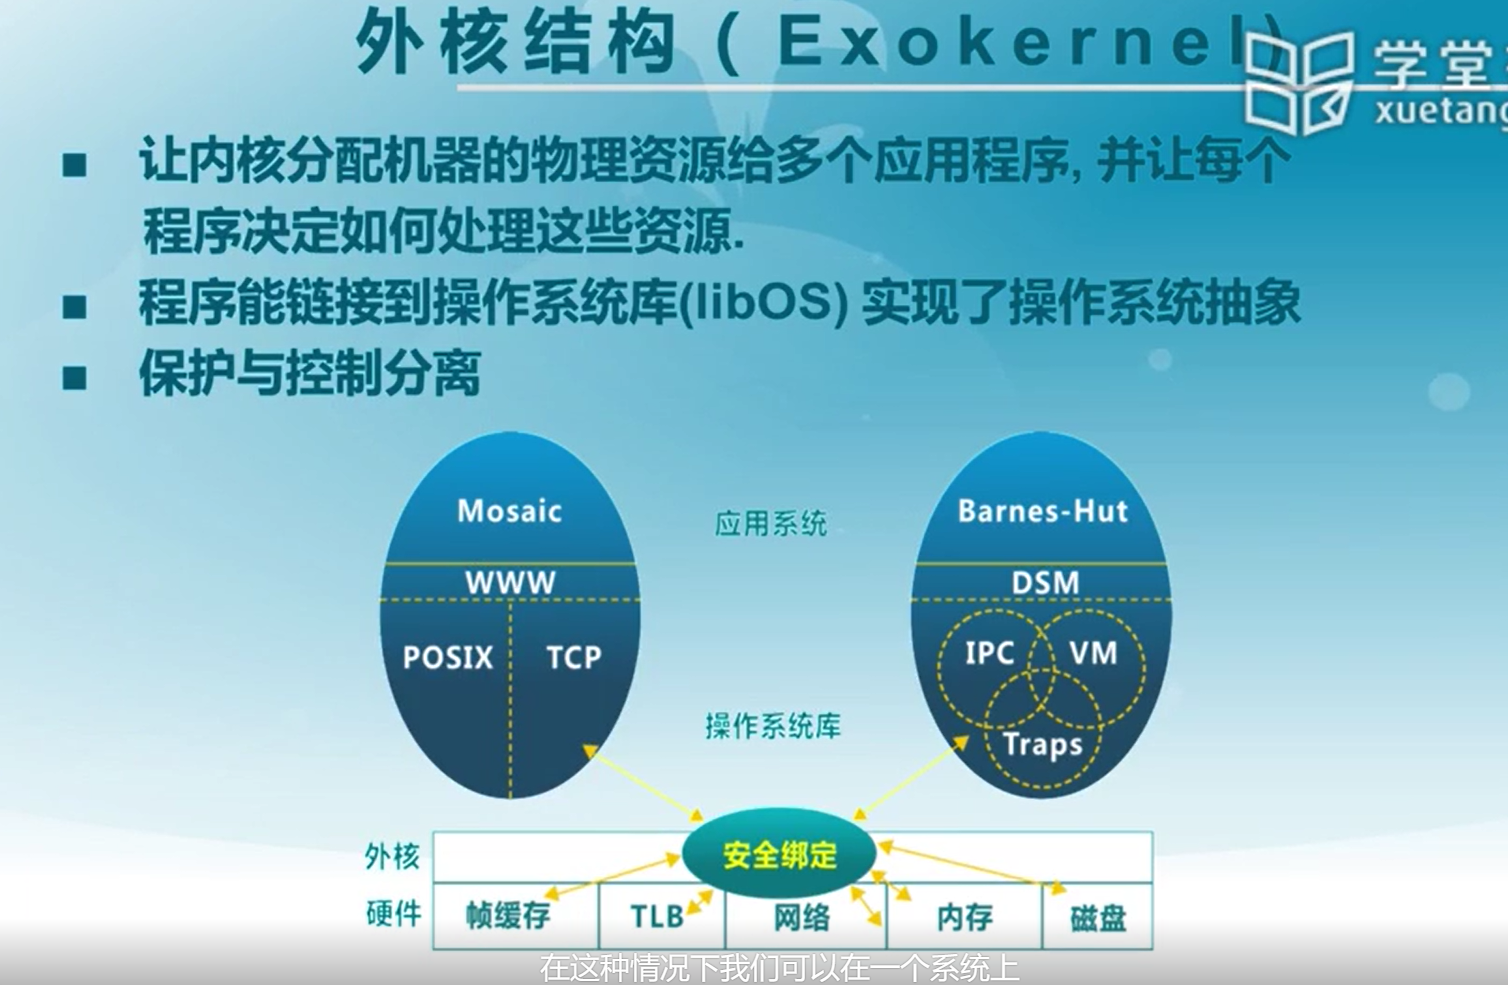 外核结构(Exokernel)
学堂
xuetang
■ 让内核分配机器的物理资源给多个应用程序, 并让每个
程序决定如何处理这些资源.
■ 程序能链接到操作系统库(libOS) 实现了操作系统抽象
■ 保护与控制分离
Mosaic
应用系统
Barnes-Hut
WWW
DSM
POSIX
TCP
IPC
VM
操作系统库
Traps
外核
安全绑定
硬件
帧缓存
TLB
网络
内存
磁盘
在这种情况下我们可以在一个系统上